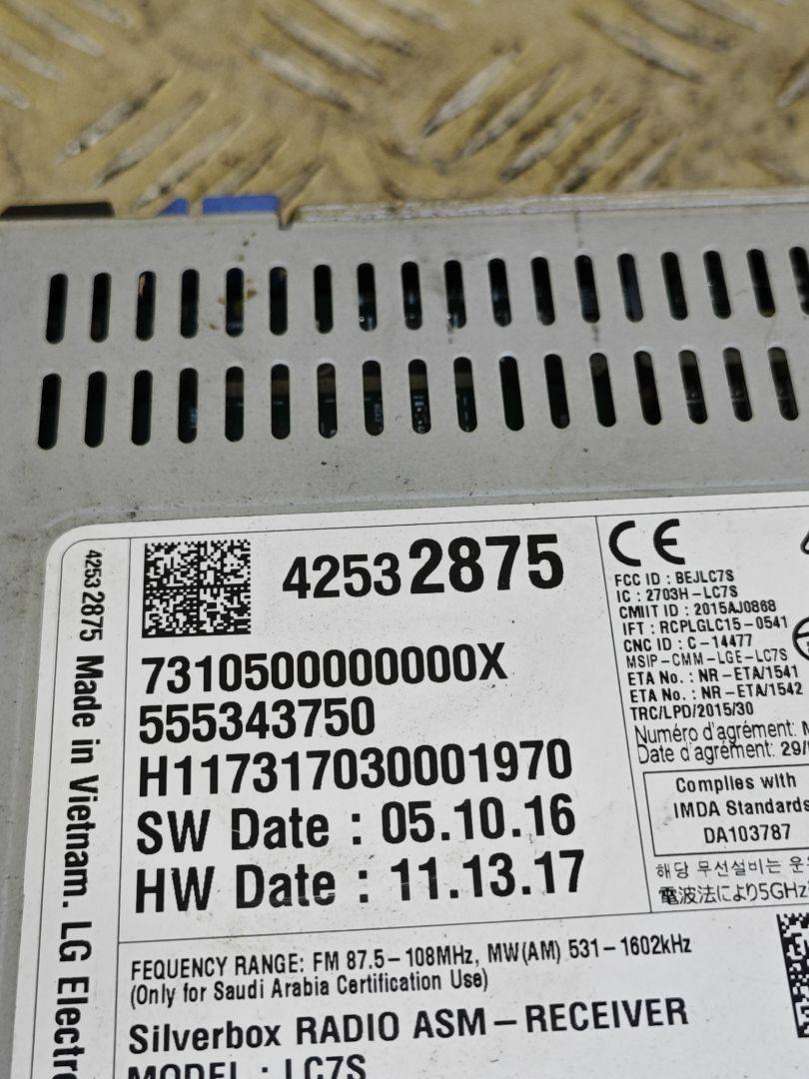 42532875 Made in Vietnam. LG Electro
42532875
7310500000000X
555343750
H117317030001970
SW Date : 05.10.16
HW Date : 11.13.17
CE
FCC ID : BEJLC7S
IC : 2703H-LC7S
CMIIT ID : 2015AJ0868
IFT : RCPLGLC15-0541
CNC ID : C-14477
MSIP-CMM-LGE-LC7S
ETA No. : NR-ETA/1541
ETA No. : NR-ETA/1542
TRC/LPD/2015/30
Numéro d'agrément: M
Date d'agrément: 29/
Complies with
IMDA Standards
DA103787
해당 무선설비는 운
電波法により5GHz
FEQUENCY RANGE: FM 87.5-108MHz, MW(AM) 531-1602kHz
(Only for Saudi Arabia Certification Use)
Silverbox RADIO ASM-RECEIVER
MODEL : LC7S